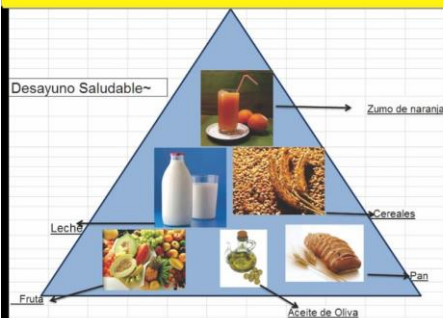 Desayuno Saludable~
Zumo de naranja
Cereales
Leche
Pan
Fruta
Aceite de Oliva